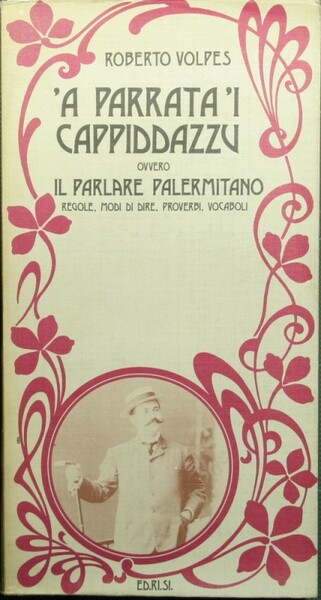 ROBERTO VOLPES
'A PARRATA 'I
CAPPIDDAZZU
OVVERO
IL PARLARE PALERMITANO
REGOLE, MODI DI DIRE, PROVERBI, VOCABOLI
ED.RI.SI.